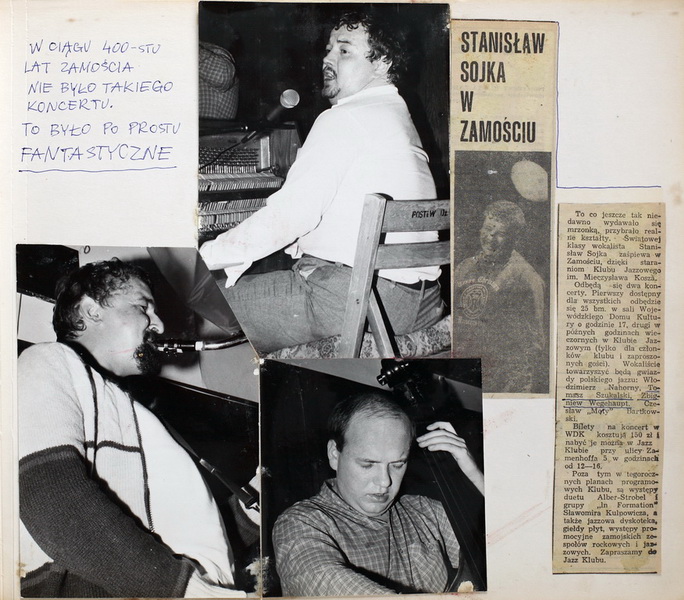 W CIĄGU 400-STU
LAT ZAMOŚCIA
NIE BYŁO TAKIEGO
KONCERTU.
TO BYŁO PO PROSTU
FANTASTYCZNE
STANISŁAW
SOJKA
W
ZAMOŚCIU
To co jeszcze tak nie-
dawno wydawało się
mrzonką, przybrało real-
ne kształty. Światowej
klasy wokalista Stani-
sław Sojka zaśpiewa w
Zamościu, dzięki stara-
niom Klubu Jazzowego
im. Mieczysława Kosza.
Odbędą się dwa kon-
certy. Pierwszy dostępny
dla wszystkich odbędzie
się 25 bm. w sali Woje-
wódzkiego Domu Kultu-
ry o godzinie 17, drugi w
późnych godzinach wie-
czornych w Klubie Jaz-
zowym (tylko dla człon-
ków klubu i zaproszo-
nych gości). Wokaliście
towarzyszyć będą gwiaz-
dy polskiego jazzu: Wło-
dzimierz Nahorny, To-
masz Szukalski, Zbig-
niew Wegehaupt, Cze-
sław „Mały” Bartkow-
ski.
Bilety na koncert w
WDK kosztują 150 zł i
nabyć je można w Jazz
Klubie przy ulicy Za-
menhoffa 5, w godzinach
od 12—16.
Poza tym w tegorocz-
nych planach programo-
wych Klubu, są występy
duetu Alber-Strobel i
grupy „In Formation”
Sławomira Kulpowicza, a
także jazzowa dyskoteka,
giełdy płyt, występy pro-
mocyjne zamojskich ze-
społów rockowych i jaz-
zowych. Zapraszamy do
Jazz Klubu.